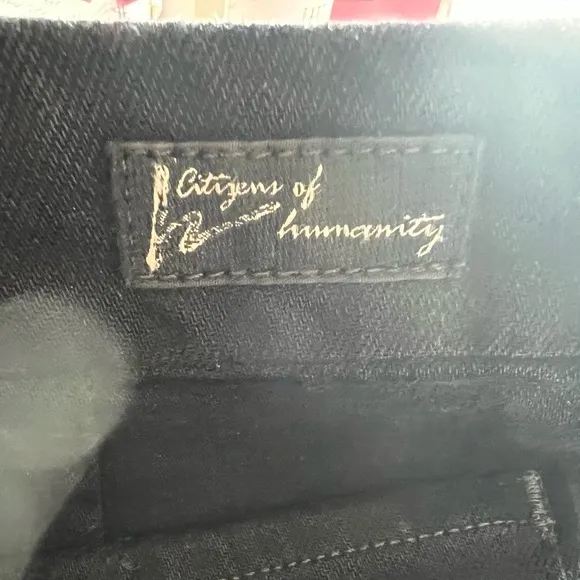 Citizens of
humanity